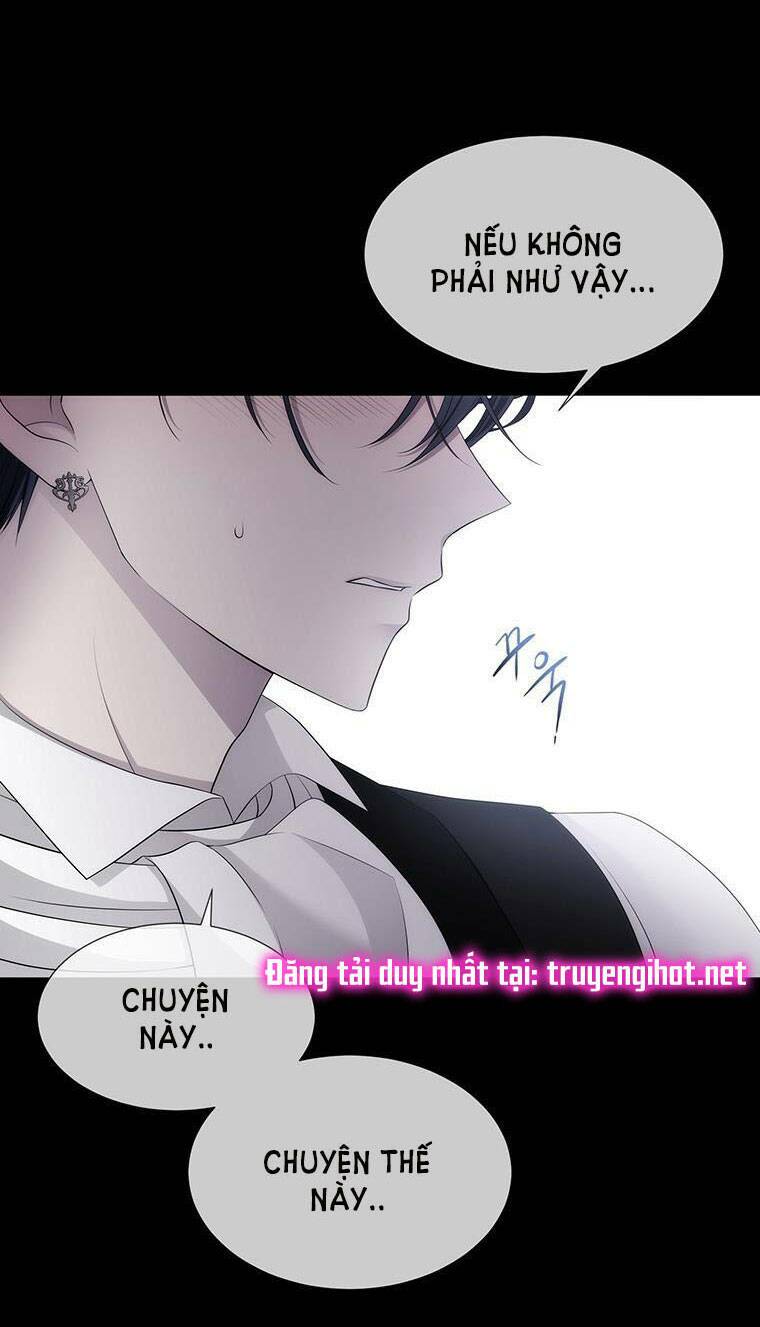 NẾU KHÔNG
PHẢI NHƯ VẬY...
Đăng tải duy nhất tại: truyengihot.net
CHUYỆN
NÀY..
CHUYỆN THẾ
NÀY..